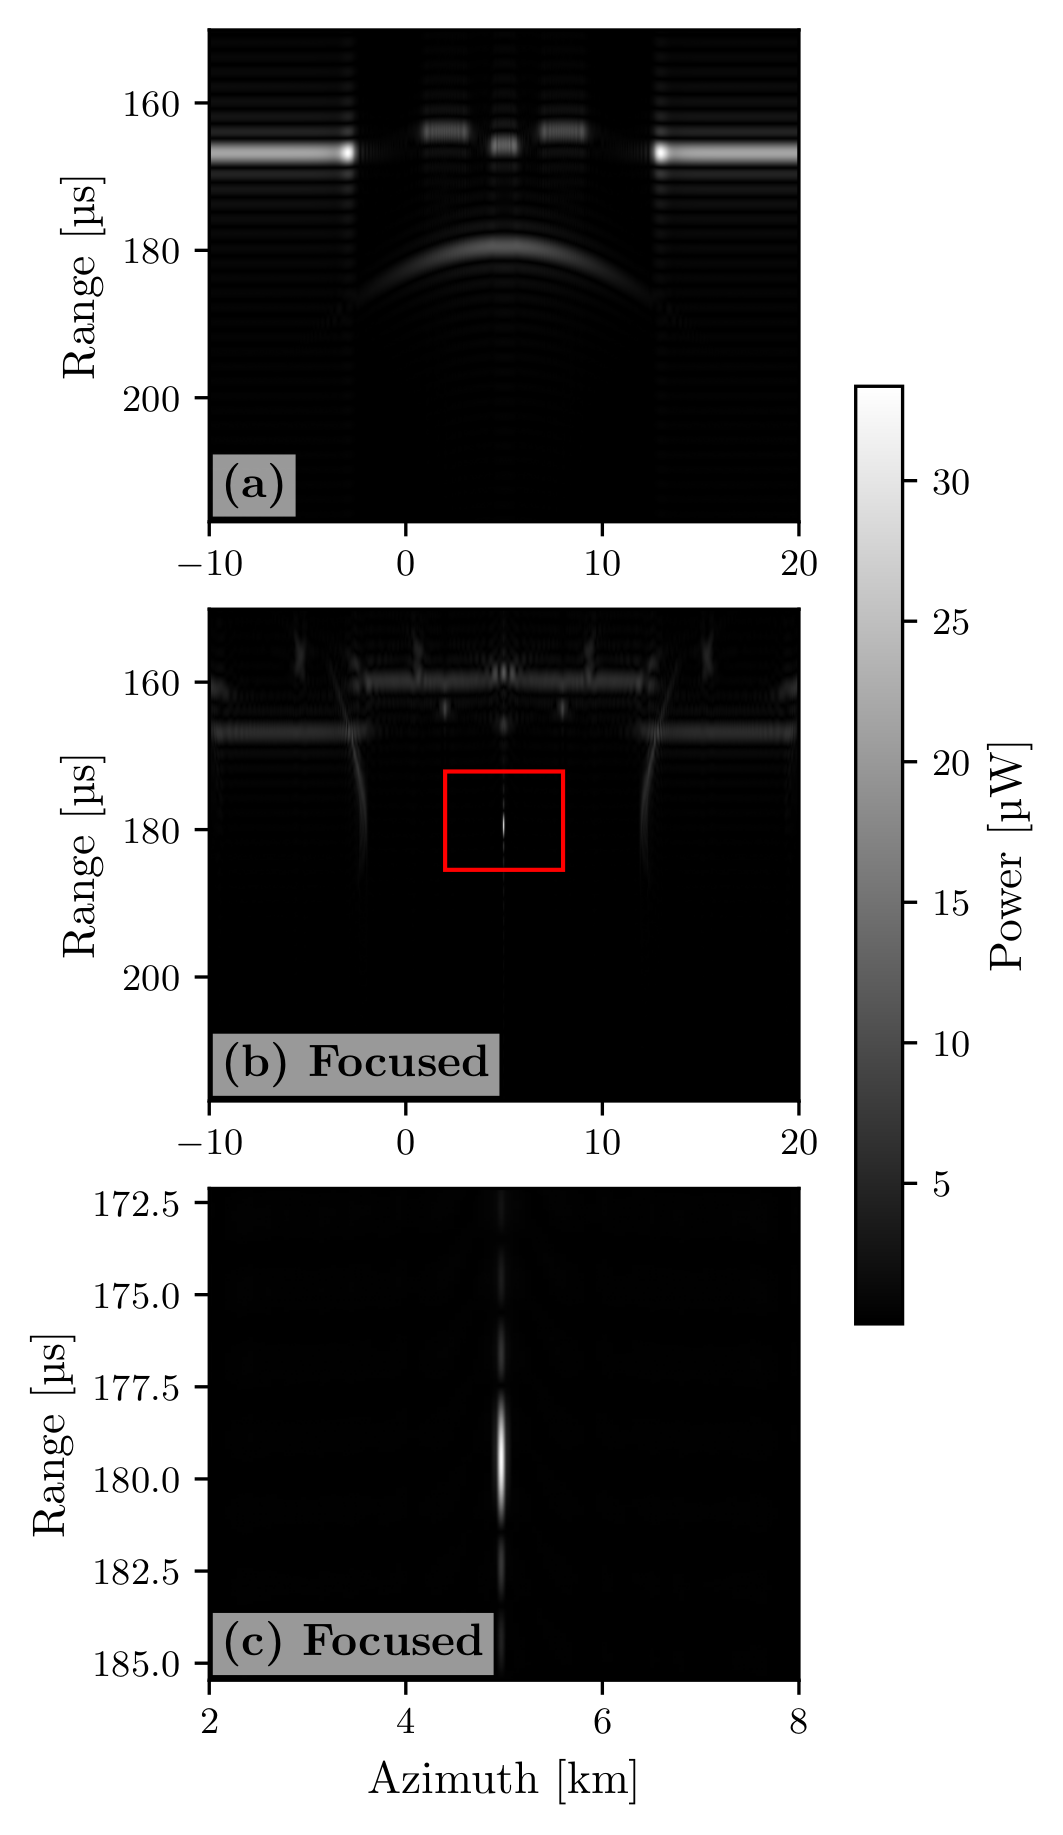 160
180
200
Range [µs]
(a)
−10 0 10 20
160
180
200
Range [µs]
(b) Focused
−10 0 10 20
172.5
175.0
177.5
180.0
182.5
185.0
Range [µs]
(c) Focused
2 4 6 8
Azimuth [km]
30
25
20
15
10
5
Power [µW]